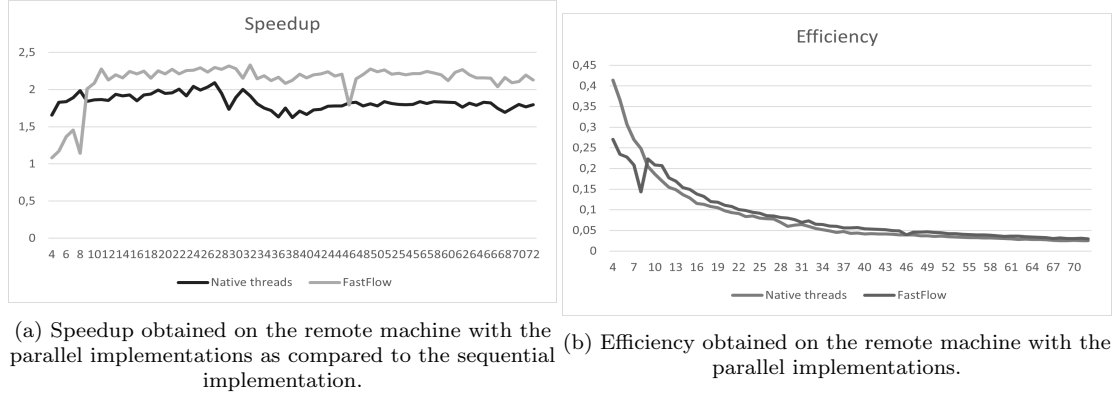 Speedup
2,5
2
1,5
1
0,5
0
4 6 8 1012141618202224262830323436384042444648505254565860626466687072
Native threads FastFlow
(a) Speedup obtained on the remote machine with the
parallel implementations as compared to the sequential
implementation.
Efficiency
0,45
0,4
0,35
0,3
0,25
0,2
0,15
0,1
0,05
0
4 7 10 13 16 19 22 25 28 31 34 37 40 43 46 49 52 55 58 61 64 67 70
Native threads FastFlow
(b) Efficiency obtained on the remote machine with the
parallel implementations.